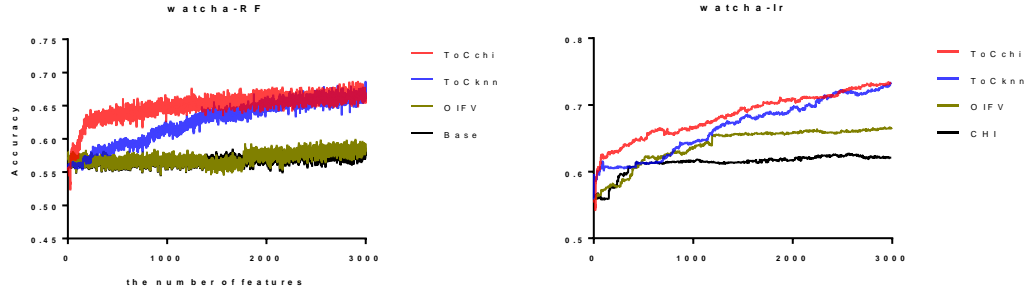 watcha-RF
0.75
0.70
0.65
0.60
0.55
0.50
0.45
Accuracy
0
1000
2000
3000
the number of features
ToCchi
ToCknn
OIFV
Base
watcha-lr
0.8
0.7
0.6
0.5
0
1000
2000
3000
ToCchi
ToCknn
OIFV
CHI